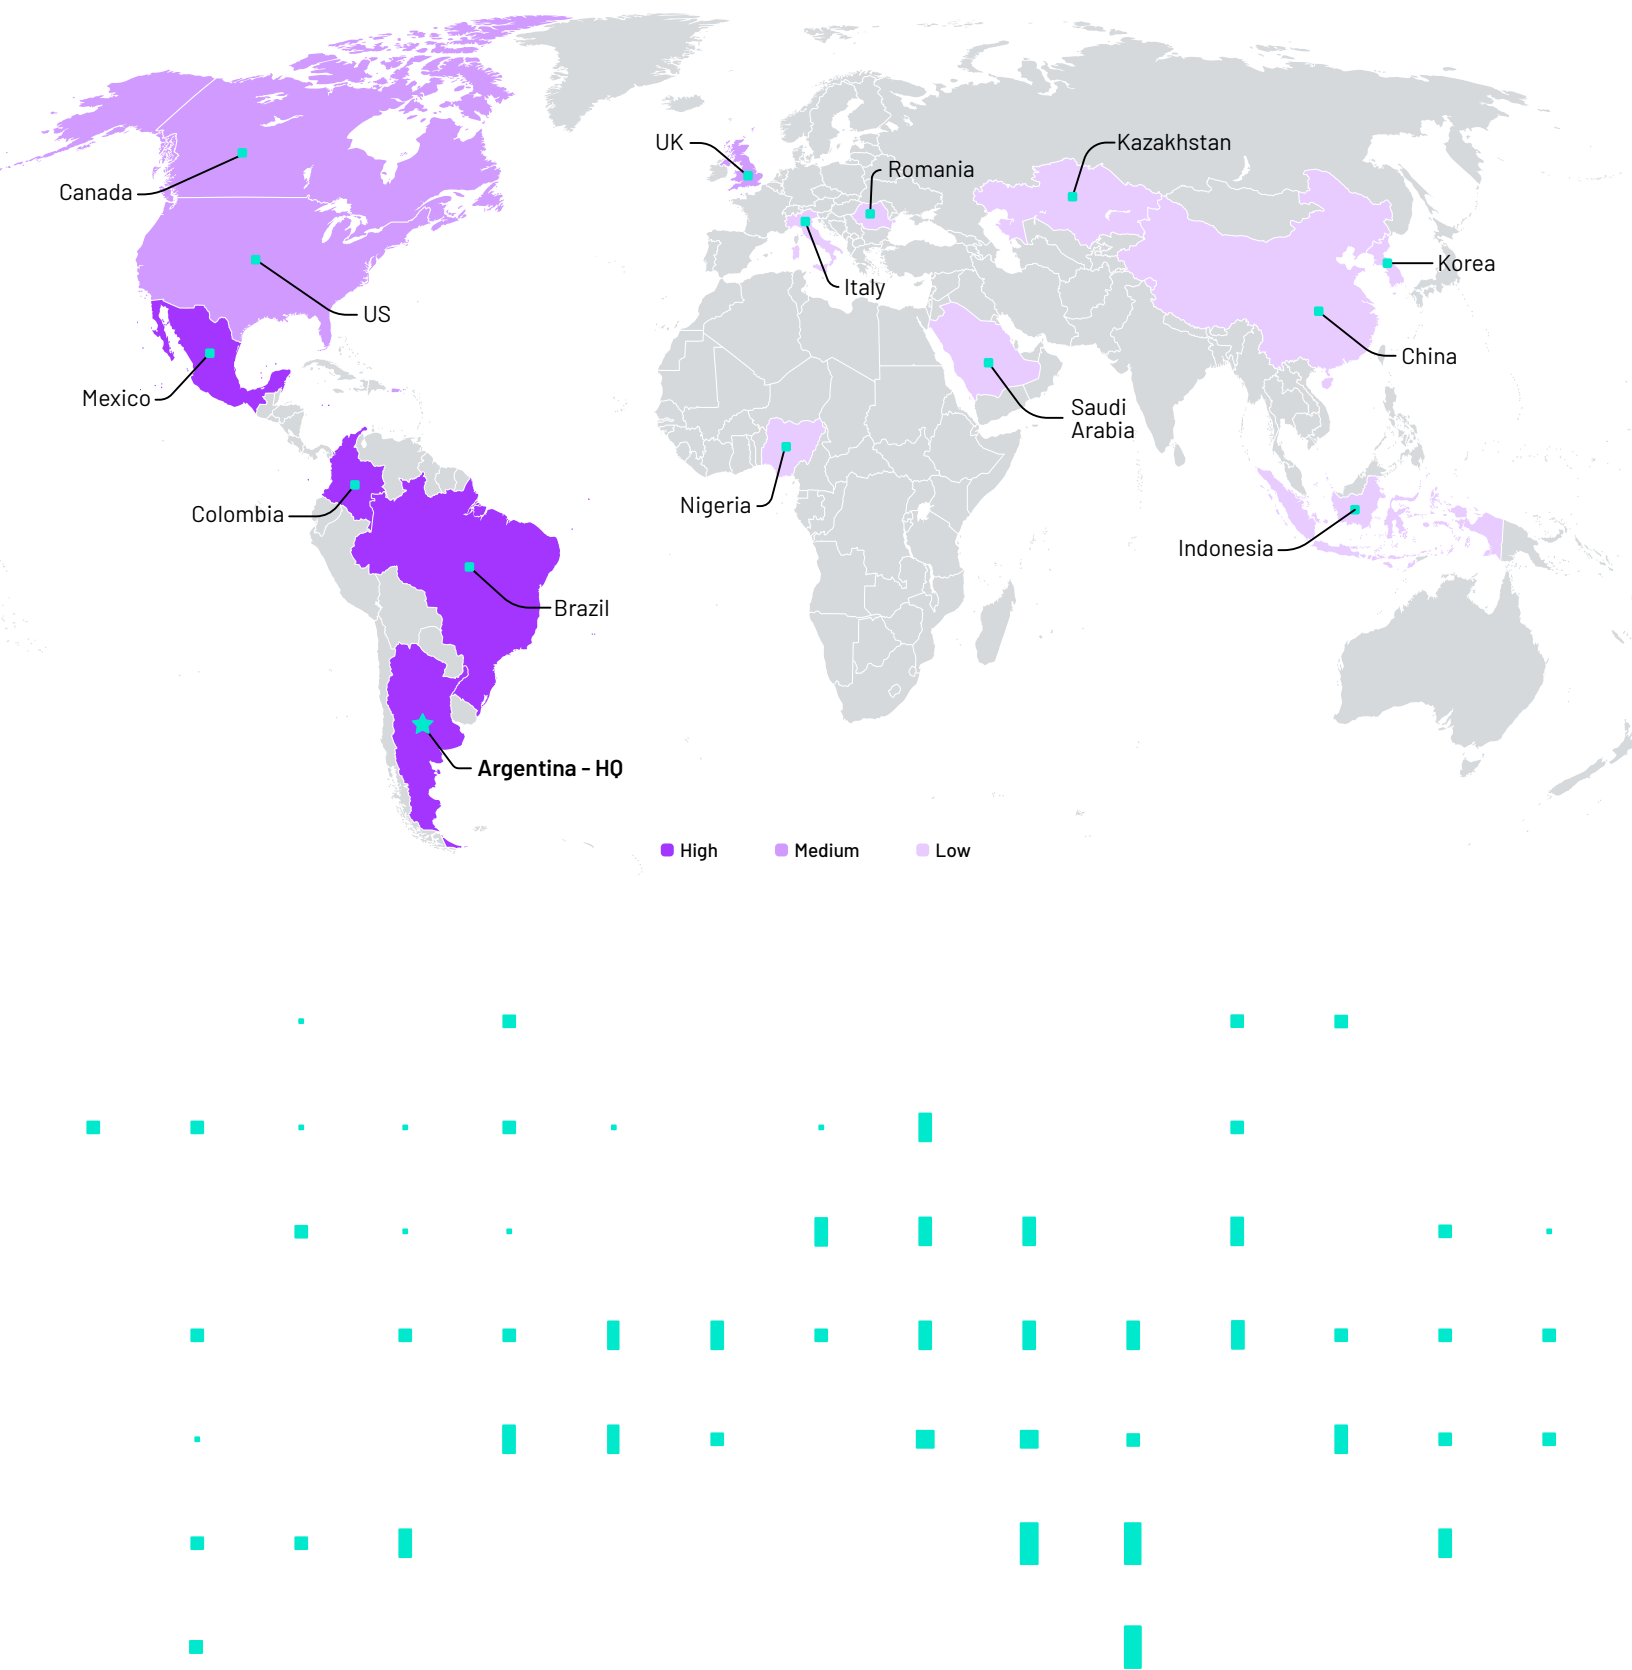 UK
Kazakhstan
Romania
Canada
Korea
Italy
US
China
Mexico
Saudi
Arabia
Nigeria
Colombia
Indonesia
Brazil
Argentina - HQ
High
Medium
Low